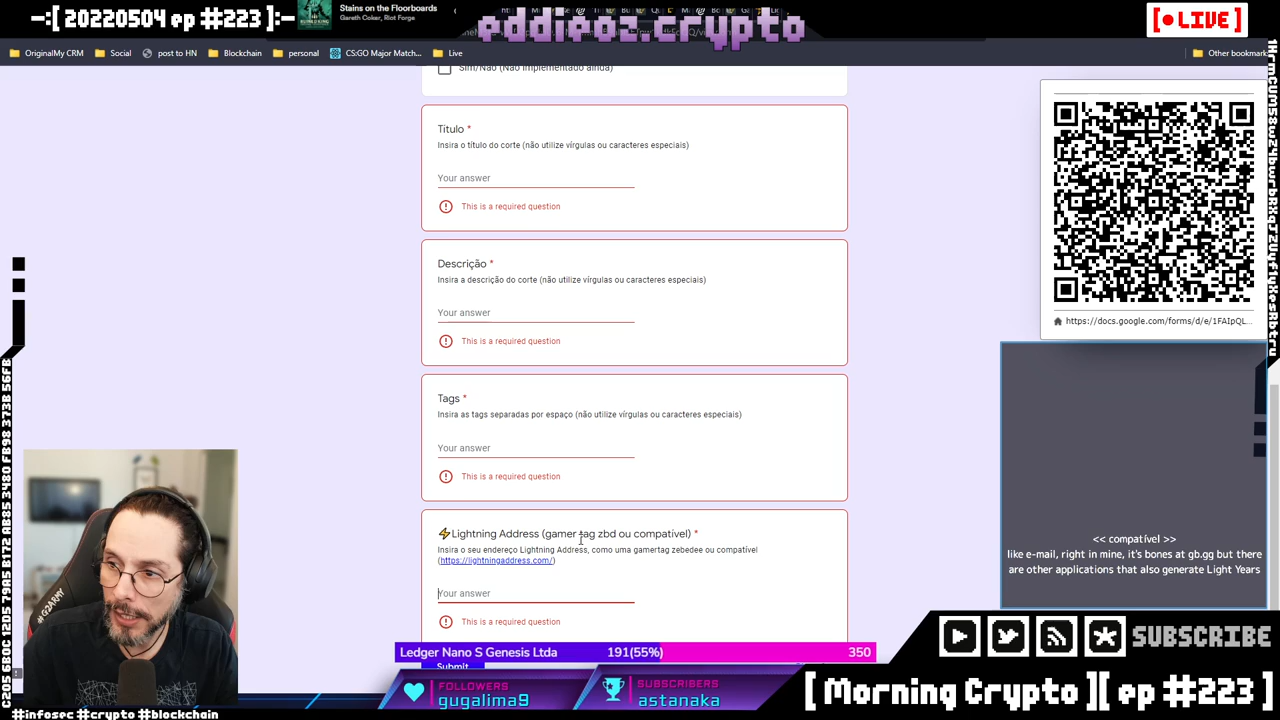 -:[ 20220504 ep #223 ]:-
Stains on the Floorboards
Gareth Coker, Riot Forge
eddieoz.crypto
[● LIVE]
OriginalMy CRM
Social
post to HN
Blockchain
personal
CS:GO Major Match...
Live
Other bookmark
Sim/Não (Não implementado ainda)
Título *
Insira o título do corte (não utilize vírgulas ou caracteres especiais)
Your answer
This is a required question
Descrição *
Insira a descrição do corte (não utilize vírgulas ou caracteres especiais)
Your answer
This is a required question
Tags *
Insira as tags separadas por espaço (não utilize vírgulas ou caracteres especiais)
Your answer
This is a required question
⚡Lightning Address (gamer tag zbd ou compatível) *
Insira o seu endereço Lightning Address, como uma gamertag zebedee ou compatível
(https://lightningaddress.com/)
Your answer
This is a required question
Submit
https://docs.google.com/forms/d/e/1FAIpQL...
<< compatível >>
like e-mail, right in mine, it's bones at gb.gg but there
are other applications that also generate Light Years
#G2ARMY
Ledger Nano S Genesis Ltda
191(55%)
350
FOLLOWERS
gugalima9
SUBSCRIBERS
astanaka
SUBSCRIBE
[ Morning Crypto ][ ep #223 ]
#infosec #crypto #blockchain